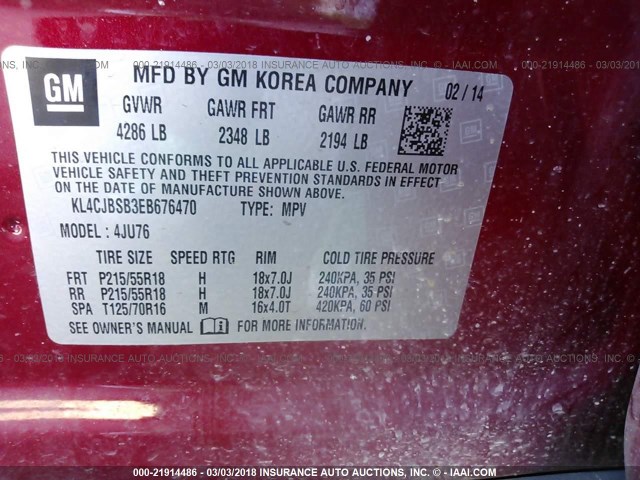 000-21914486 - 03/03/2018 INSURANCE AUTO AUCTIONS, INC. - IAAI.COM
GM
MFD BY GM KOREA COMPANY 02/14
GVWR GAWR FRT GAWR RR
4286 LB 2348 LB 2194 LB
THIS VEHICLE CONFORMS TO ALL APPLICABLE U.S. FEDERAL MOTOR
VEHICLE SAFETY AND THEFT PREVENTION STANDARDS IN EFFECT
ON THE DATE OF MANUFACTURE SHOWN ABOVE.
KL4CJBSB3EB676470 TYPE: MPV
MODEL : 4JU76
TIRE SIZE SPEED RTG RIM COLD TIRE PRESSURE
FRT P215/55R18 H 18x7.0J 240KPA, 35 PSI
RR P215/55R18 H 18x7.0J 240KPA, 35 PSI
SPA T125/70R16 M 16x4.0T 420KPA, 60 PSI
SEE OWNER'S MANUAL FOR MORE INFORMATION.
000-21914486 - 03/03/2018 INSURANCE AUTO AUCTIONS, INC. - IAAI.COM